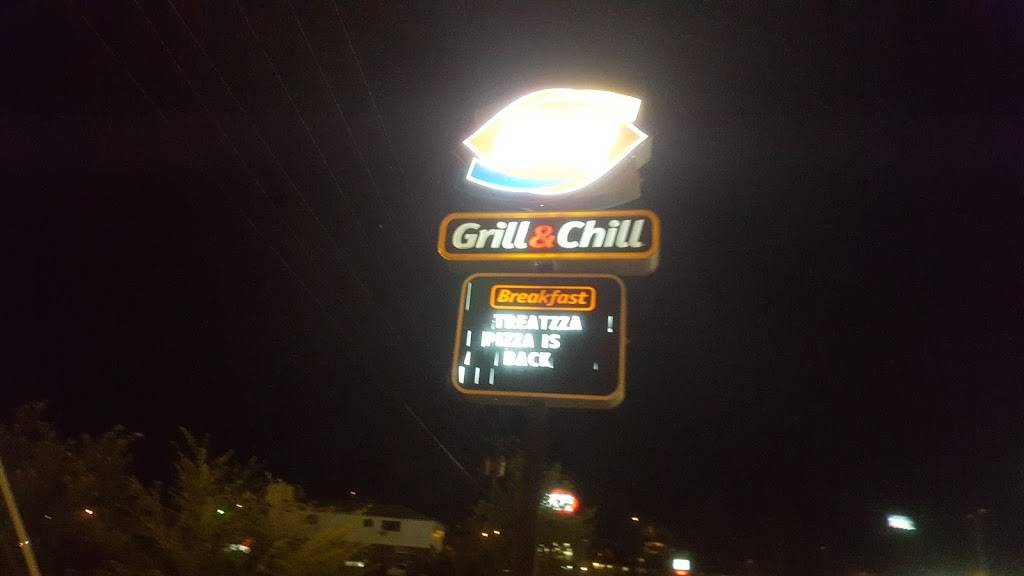 Grill & Chill
Breakfast
TREATZZA
PIZZA IS
BACK